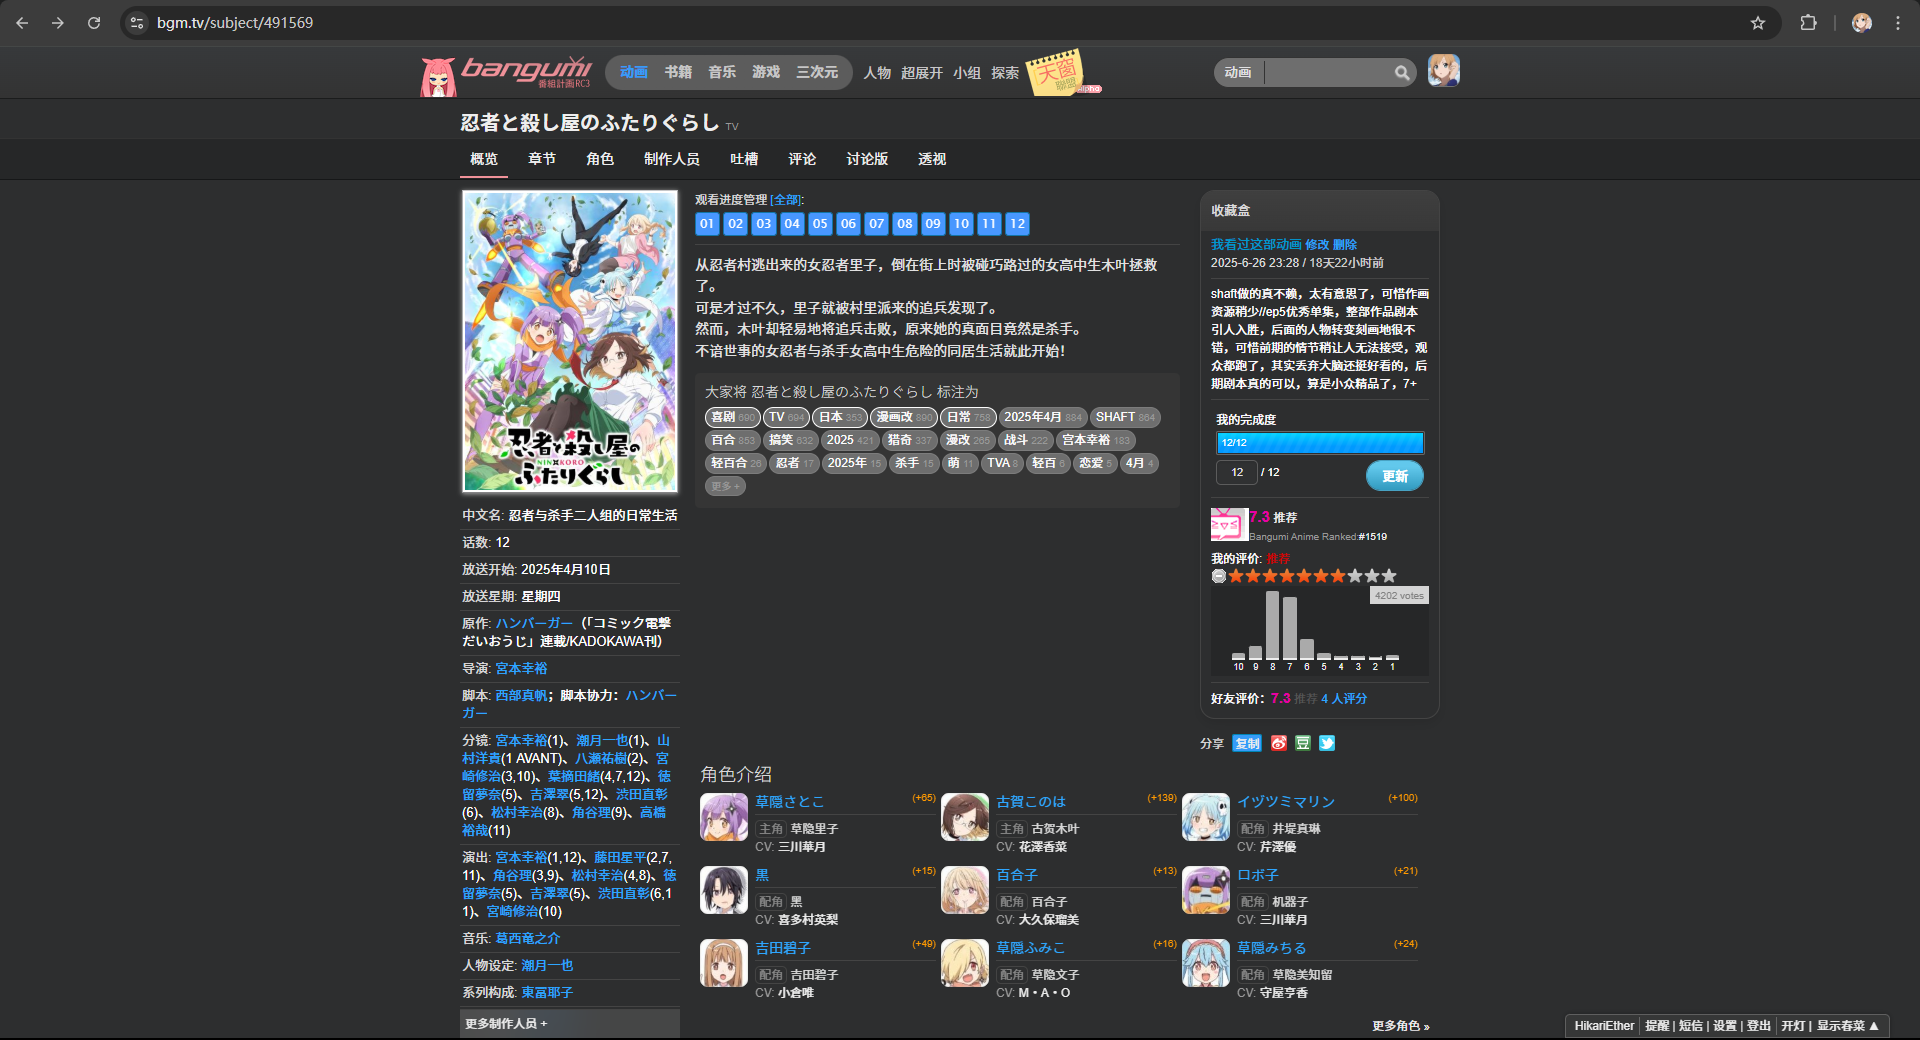 bgm.tv/subject/491569
bangumi
番組計画RC3
动画 书籍 音乐 游戏 三次元 人物 超展开 小组 探索
天窗
聯盟
alpha
动画
忍者と殺し屋のふたりぐらし TV
概览 章节 角色 制作人员 吐槽 评论 讨论版 透视
忍者と殺し屋の
NIN KORO
ふたりぐらし
中文名: 忍者与杀手二人组的日常生活
话数: 12
放送开始: 2025年4月10日
放送星期: 星期四
原作: ハンバーガー（「コミック電撃
だいおうじ」連載/KADOKAWA刊）
导演: 宮本幸裕
脚本: 西部真帆；脚本协力：ハンバー
ガー
分镜: 宮本幸裕(1)、潮月一也(1)、山
村洋貴(1 AVANT)、八瀬祐樹(2)、宮
崎修治(3,10)、葉摘田緒(4,7,12)、徳
留夢奈(5)、吉澤翠(5,12)、渋田直彰
(6)、松村幸治(8)、角谷理(9)、高橋
裕哉(11)
演出: 宮本幸裕(1,12)、藤田星平(2,7,
11)、角谷理(3,9)、松村幸治(4,8)、徳
留夢奈(5)、吉澤翠(5)、渋田直彰(6,1
1)、宮崎修治(10)
音乐: 葛西竜之介
人物设定: 潮月一也
系列构成: 東冨耶子
更多制作人员 +
观看进度管理 [全部]:
01 02 03 04 05 06 07 08 09 10 11 12
从忍者村逃出来的女忍者里子，倒在街上时被碰巧路过的女高中生木叶拯救
了。
可是才过不久，里子就被村里派来的追兵发现了。
然而，木叶却轻易地将追兵击败，原来她的真面目竟然是杀手。
不谙世事的女忍者与杀手女高中生危险的同居生活就此开始！
大家将 忍者と殺し屋のふたりぐらし 标注为
喜剧 690 TV 694 日本 353 漫画改 890 日常 758 2025年4月 884 SHAFT 864
百合 853 搞笑 632 2025 421 猎奇 337 漫改 265 战斗 222 宫本幸裕 183
轻百合 26 忍者 17 2025年 15 杀手 15 萌 11 TVA 8 轻百 6 恋爱 5 4月 4
更多 +
角色介绍
草隠さとこ (+65)
主角 草隐里子
CV: 三川華月
古賀このは (+139)
主角 古贺木叶
CV: 花澤香菜
イヅツミマリン (+100)
配角 井堤真琳
CV: 芹澤優
黒 (+15)
配角 黑
CV: 喜多村英梨
百合子 (+13)
配角 百合子
CV: 大久保瑠美
ロボ子 (+21)
配角 机器子
CV: 三川華月
吉田碧子 (+49)
配角 吉田碧子
CV: 小倉唯
草隠ふみこ (+16)
配角 草隐文子
CV: M・A・O
草隠みちる (+24)
配角 草隐美知留
CV: 守屋亨香
更多角色 »
收藏盒
我看过这部动画 修改 删除
2025-6-26 23:28 / 18天22小时前
shaft做的真不赖，太有意思了，可惜作画
资源稍少//ep5优秀单集，整部作品剧本
引人入胜，后面的人物转变刻画地很不
错，可惜前期的情节稍让人无法接受，观
众都跑了，其实丢弃大脑还挺好看的，后
期剧本真的可以，算是小众精品了，7+
我的完成度
12/12
12 / 12
更新
7.3 推荐
Bangumi Anime Ranked:#1519
我的评价: 推荐
4202 votes
10 9 8 7 6 5 4 3 2 1
好友评价：7.3 推荐 4 人评分
分享 复制
豆
HikariEther 提醒 | 短信 | 设置 | 登出 开灯 | 显示春菜 ▲